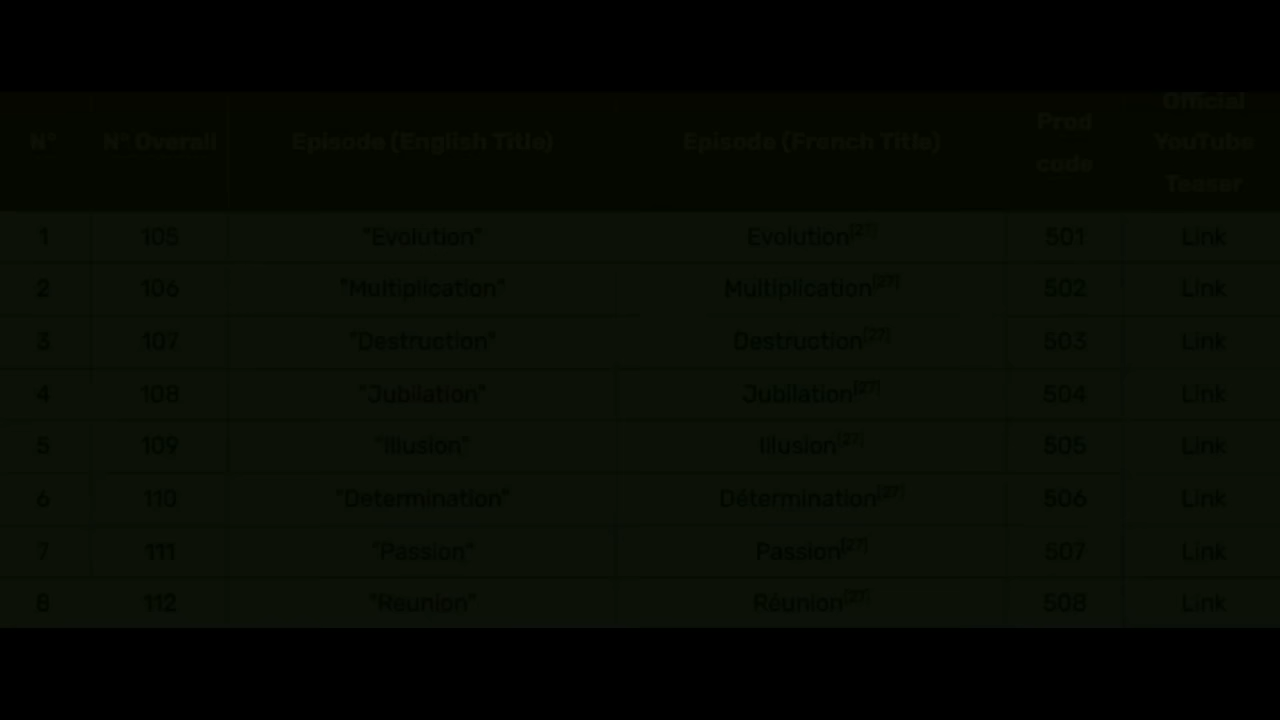 N° N° Overall Episode (English Title) Episode (French Title) Prod code Official YouTube Teaser
1 105 "Evolution" Evolution[27] 501 Link
2 106 "Multiplication" Multiplication[27] 502 Link
3 107 "Destruction" Destruction[27] 503 Link
4 108 "Jubilation" Jubilation[27] 504 Link
5 109 "Illusion" Illusion[27] 505 Link
6 110 "Determination" Détermination[27] 506 Link
7 111 "Passion" Passion[27] 507 Link
8 112 "Reunion" Réunion[27] 508 Link